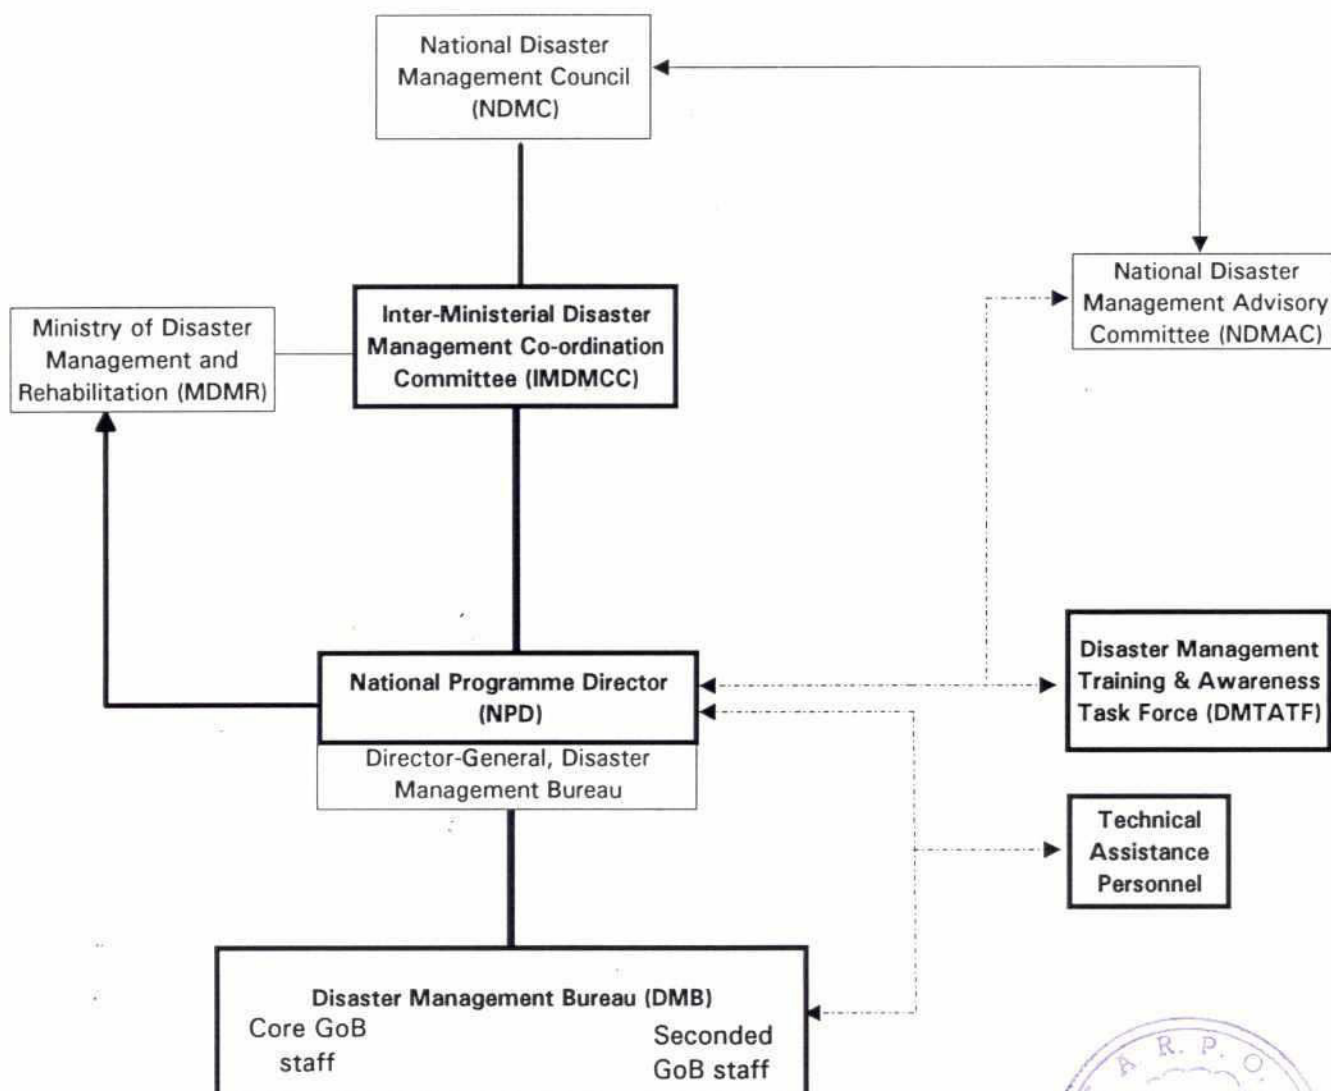 National Disaster
Management Council
(NDMC)
National Disaster
Management Advisory
Committee (NDMAC)
Inter-Ministerial Disaster
Management Co-ordination
Committee (IMDMCC)
Ministry of Disaster
Management and
Rehabilitation (MDMR)
National Programme Director
(NPD)
Director-General, Disaster
Management Bureau
Disaster Management
Training & Awareness
Task Force (DMTATF)
Technical
Assistance
Personnel
Disaster Management Bureau (DMB)
Core GoB
staff
Seconded
GoB staff
A. R. P. O.